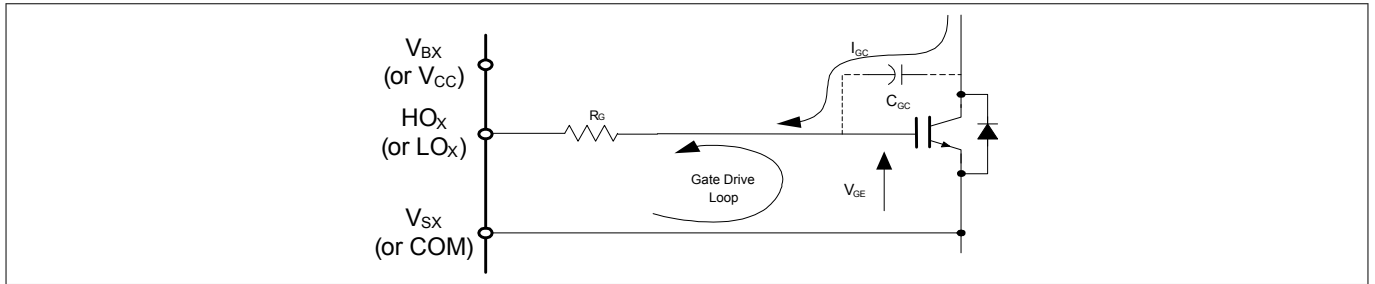 V_BX
(or V_CC)
HO_X
(or LO_X)
V_SX
(or COM)
R_G
Gate Drive
Loop
I_GC
C_GC
V_GE